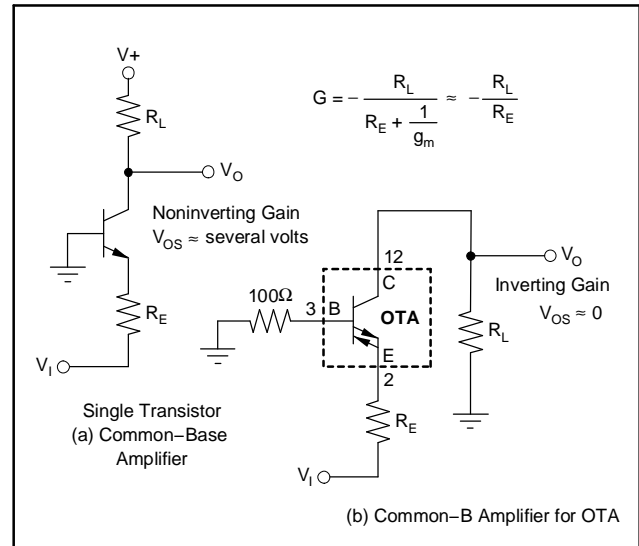 V+
R_L
V_O
Noninverting Gain
V_OS ≈ several volts
R_E
V_I
Single Transistor
(a) Common−Base
Amplifier
G = − R_L / (R_E + 1/g_m) ≈ − R_L / R_E
12
C
100Ω
3
B
OTA
E
2
R_E
V_I
V_O
Inverting Gain
V_OS ≈ 0
R_L
(b) Common−B Amplifier for OTA